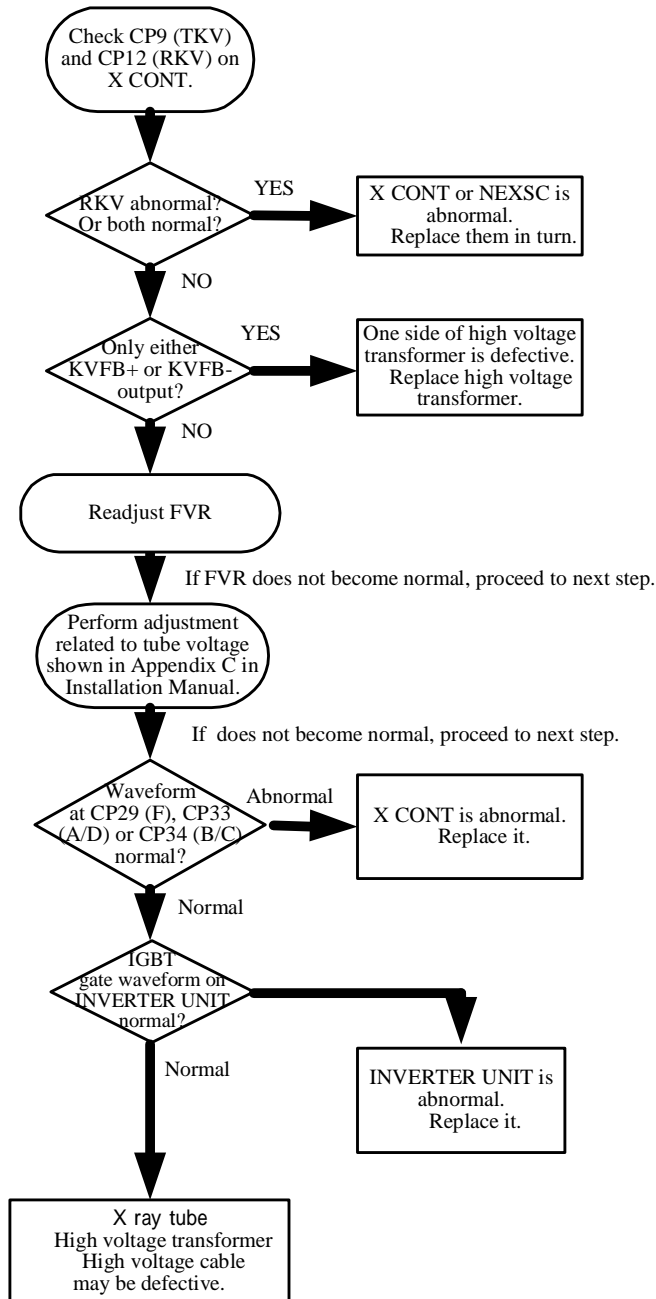 Check CP9 (TKV)
and CP12 (RKV) on
X CONT.
YES
RKV abnormal?
Or both normal?
X CONT or NEXSC is
abnormal.
Replace them in turn.
NO
YES
Only either
KVFB+ or KVFB-
output?
One side of high voltage
transformer is defective.
Replace high voltage
transformer.
NO
Readjust FVR
If FVR does not become normal, proceed to next step.
Perform adjustment
related to tube voltage
shown in Appendix C in
Installation Manual.
If does not become normal, proceed to next step.
Waveform
at CP29 (F), CP33
(A/D) or CP34 (B/C)
normal?
Abnormal
X CONT is abnormal.
Replace it.
Normal
IGBT
gate waveform on
INVERTER UNIT
normal?
Normal
INVERTER UNIT is
abnormal.
Replace it.
X ray tube
High voltage transformer
High voltage cable
may be defective.